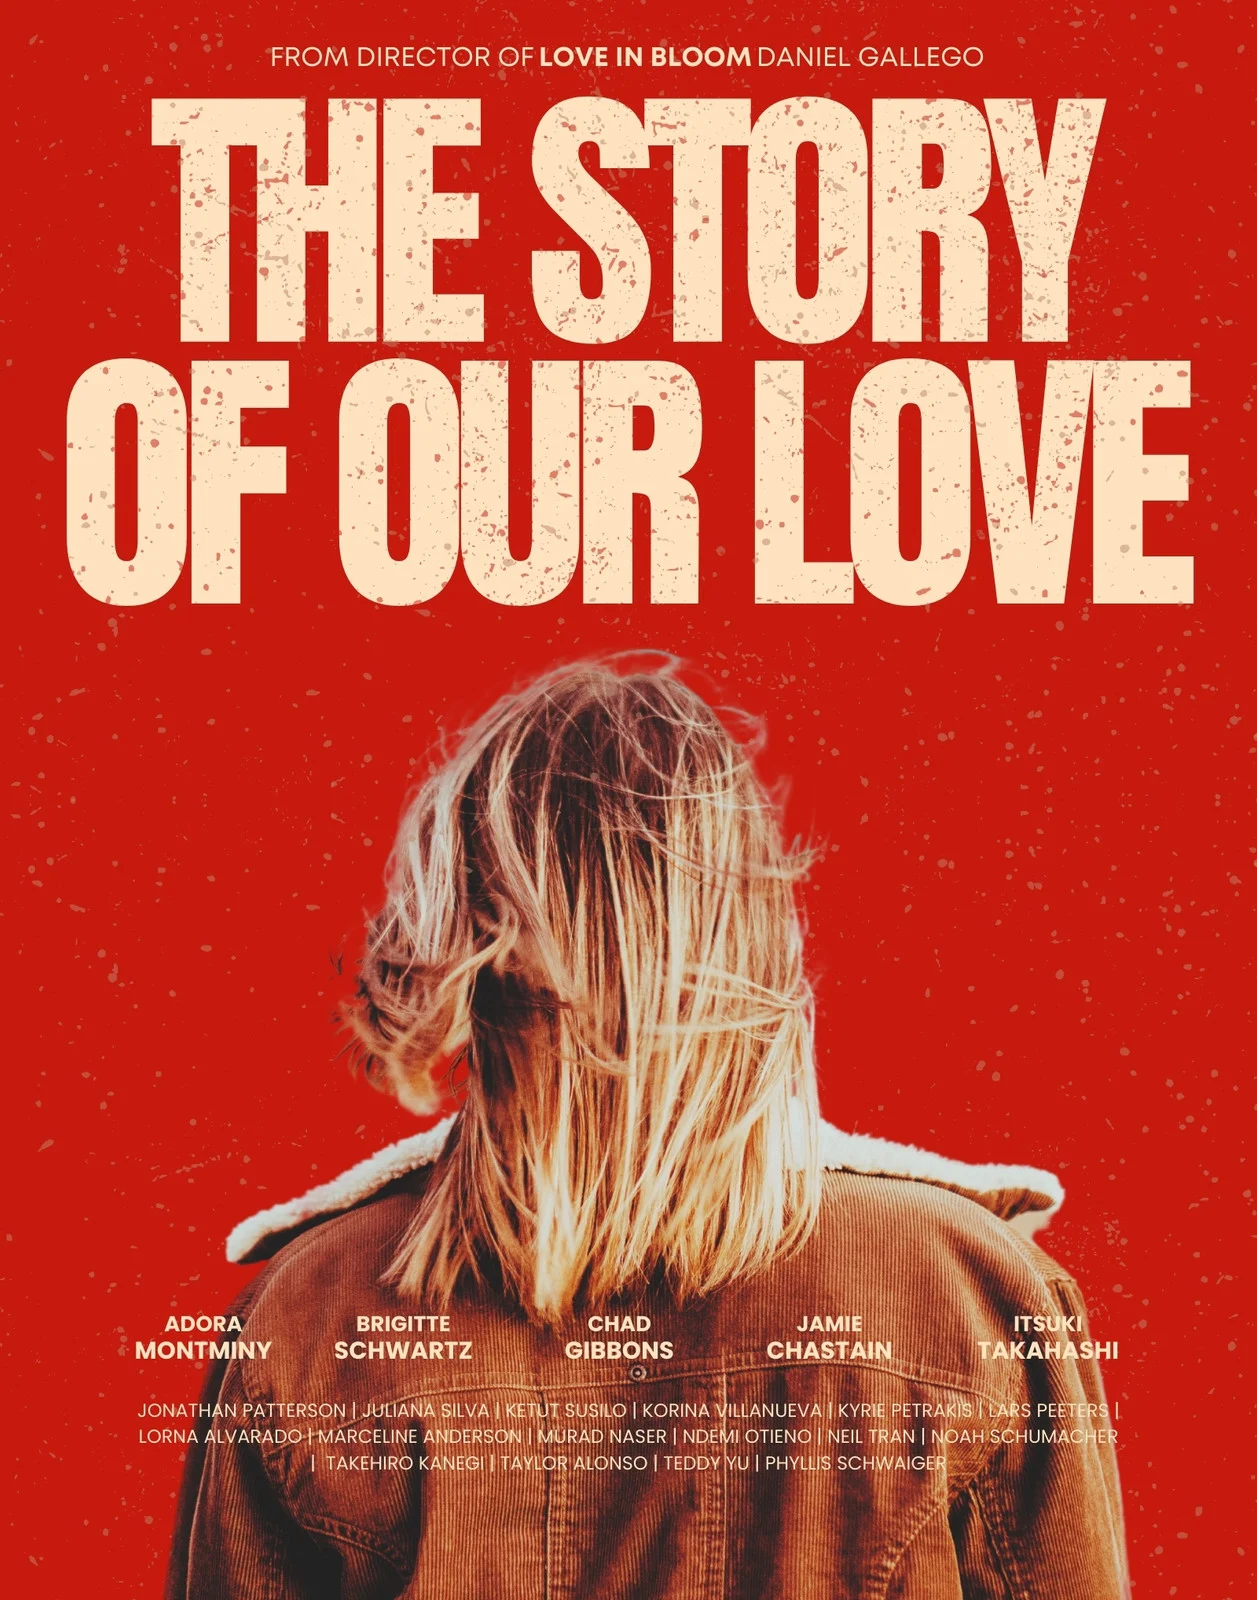 FROM DIRECTOR OF LOVE IN BLOOM DANIEL GALLEGO
THE STORY
OF OUR LOVE
ADORA MONTMINY
BRIGITTE SCHWARTZ
CHAD GIBBONS
JAMIE CHASTAIN
ITSUKI TAKAHASHI
JONATHAN PATTERSON | JULIANA SILVA | KETUT SUSILO | KORINA VILLANUEVA | KYRIE PETRAKIS | LARS PEETERS |
LORNA ALVARADO | MARCELINE ANDERSON | MURAD NASER | NDEMI OTIENO | NEIL TRAN | NOAH SCHUMACHER
| TAKEHIRO KANEGI | TAYLOR ALONSO | TEDDY YU | PHYLLIS SCHWAIGER